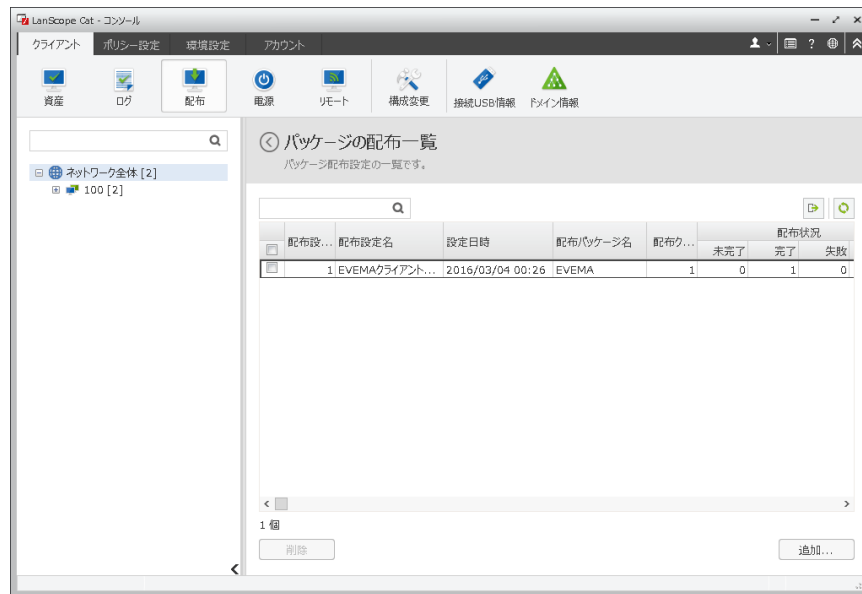 LanScope Cat - コンソール
クライアント ポリシー設定 環境設定 アカウント
資産 ログ 配布 電源 リモート 構成変更 接続USB情報 ドメイン情報
ネットワーク全体 [2]
100 [2]
パッケージの配布一覧
パッケージ配布設定の一覧です。
配布設... 配布設定名 設定日時 配布パッケージ名 配布ク... 配布状況
未完了 完了 失敗
1 EVEMAクライアント... 2016/03/04 00:26 EVEMA 1 0 1 0
1 個
削除 追加...